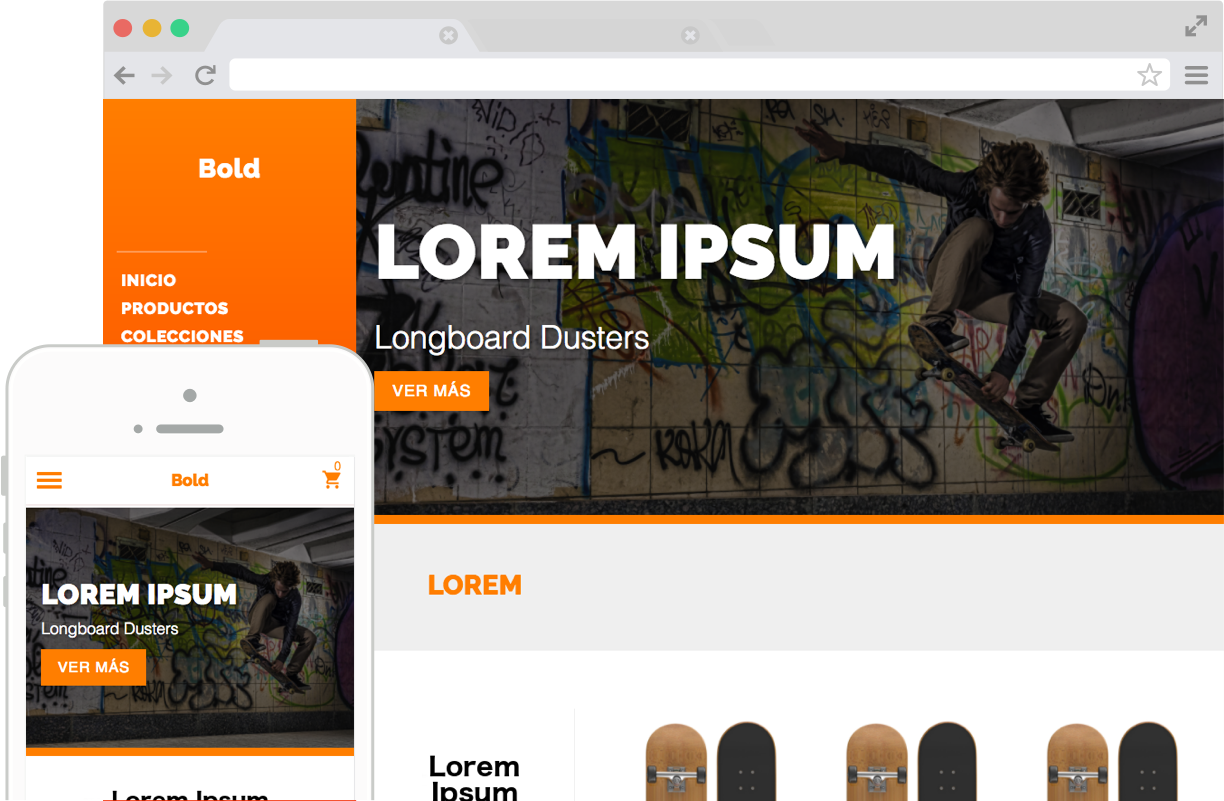 Bold
INICIO
PRODUCTOS
COLECCIONES
LOREM IPSUM
Longboard Dusters
VER MÁS
LOREM
Lorem
Ipsum
Bold
0
LOREM IPSUM
Longboard Dusters
VER MÁS
Lorem Ipsum